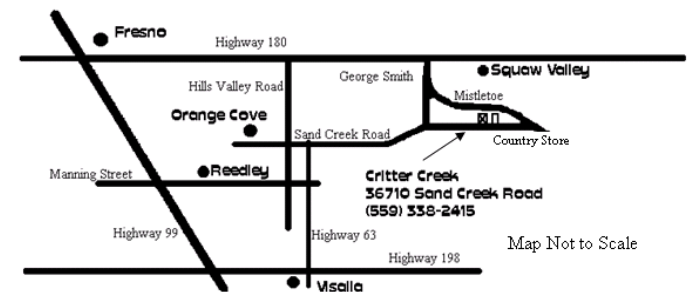 Fresno
Highway 180
Squaw Valley
George Smith
Hills Valley Road
Mistletoe
Orange Cove
Sand Creek Road
Country Store
Manning Street
Reedley
Critter Creek
36710 Sand Creek Road
(559) 338-2415
Highway 99
Highway 63
Map Not to Scale
Highway 198
Visalia